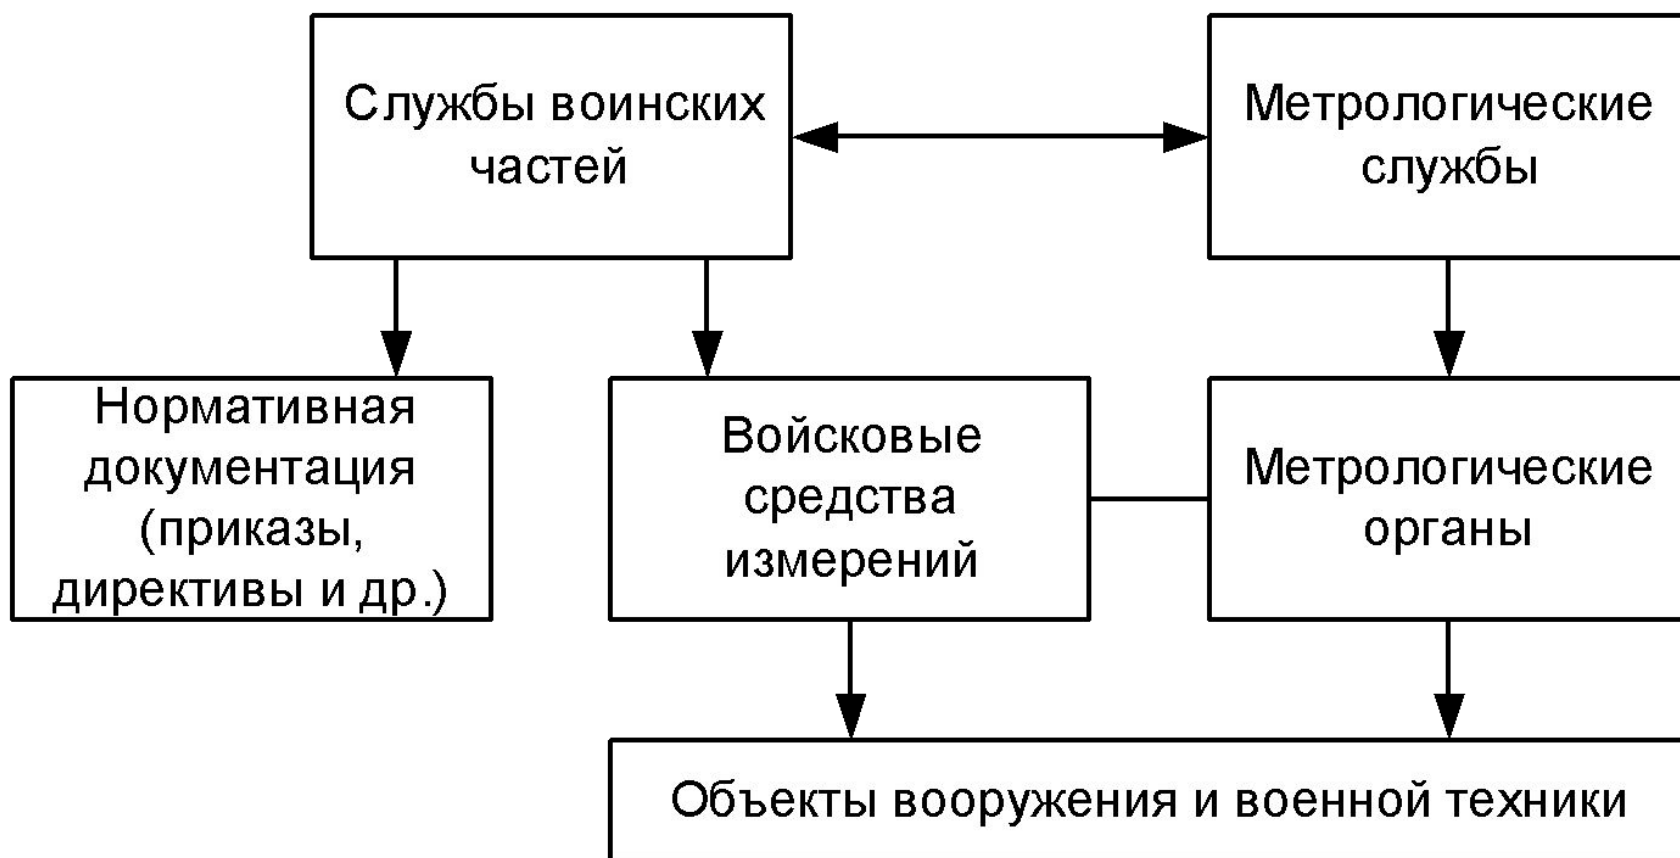 Службы воинских
частей
Метрологические
службы
Нормативная
документация
(приказы,
директивы и др.)
Войсковые
средства
измерений
Метрологические
органы
Объекты вооружения и военной техники